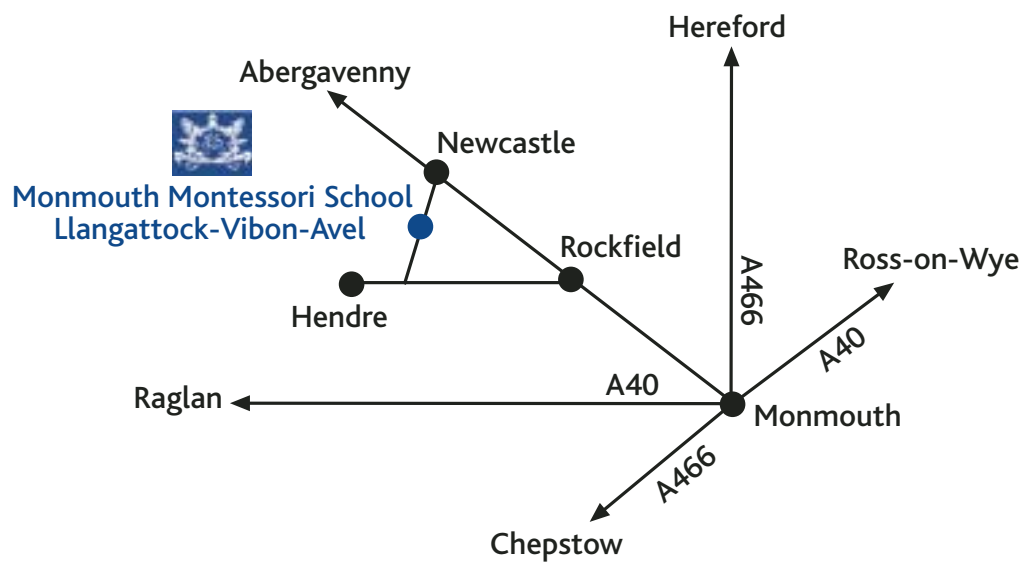 Hereford
Abergavenny
Newcastle
Monmouth Montessori School
Llangattock-Vibon-Avel
Rockfield
Ross-on-Wye
A466
Hendre
A40
A40
Raglan
Monmouth
A466
Chepstow